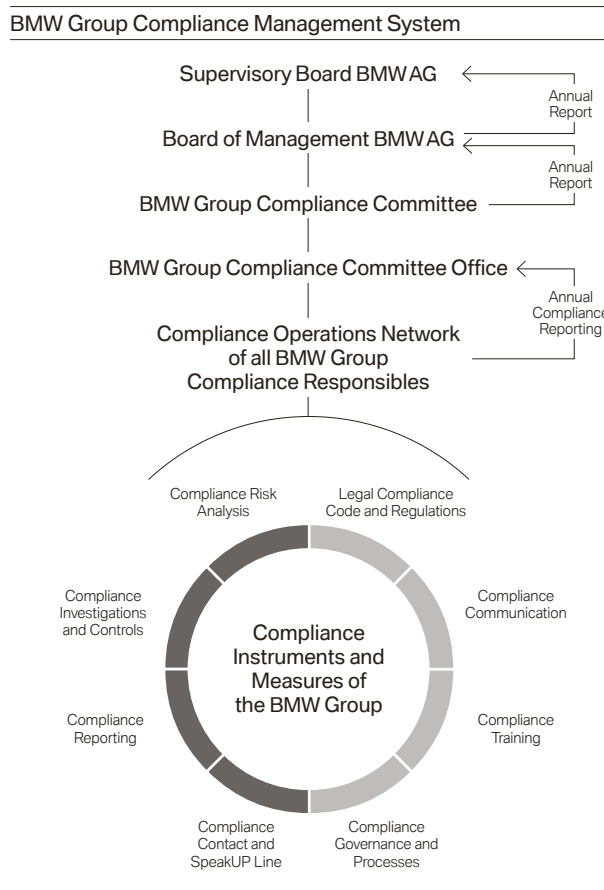 BMW Group Compliance Management System
Supervisory Board BMW AG
Annual
Report
Board of Management BMW AG
Annual
Report
BMW Group Compliance Committee
BMW Group Compliance Committee Office
Annual
Compliance
Reporting
Compliance Operations Network
of all BMW Group
Compliance Responsibles
Compliance Risk
Analysis
Legal Compliance
Code and Regulations
Compliance
Investigations
and Controls
Compliance
Communication
Compliance
Instruments and
Measures of
the BMW Group
Compliance
Reporting
Compliance
Training
Compliance
Contact and
SpeakUP Line
Compliance
Governance and
Processes